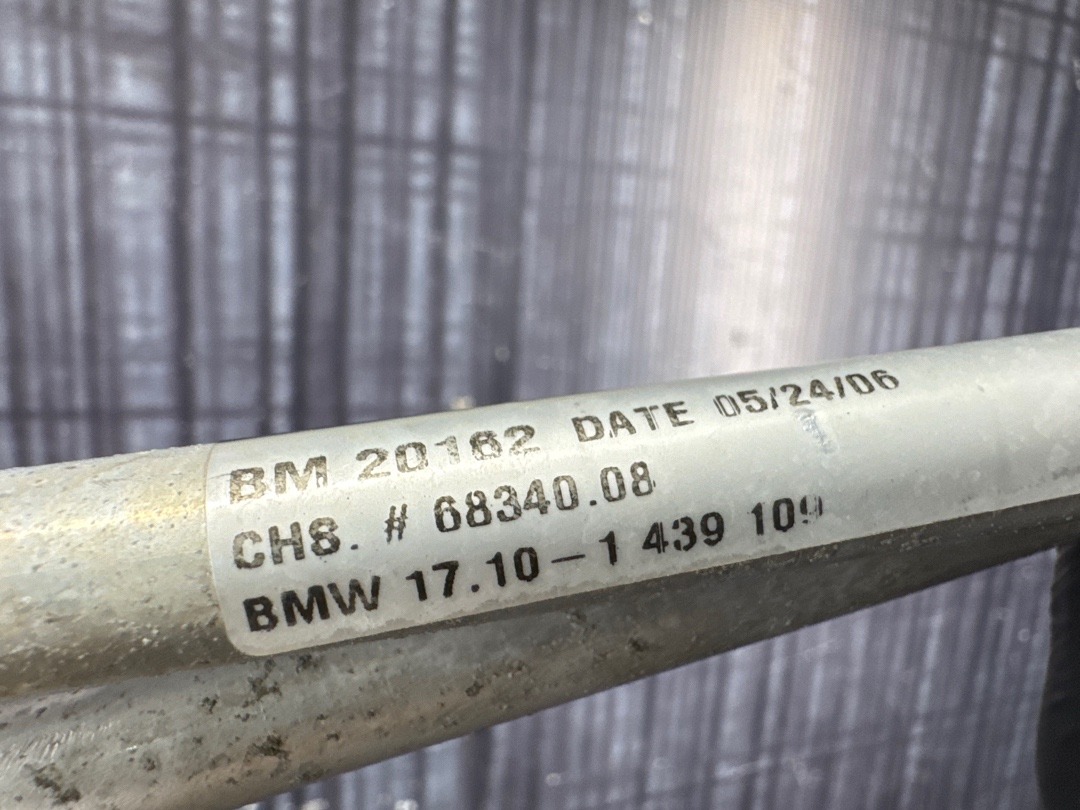 BM 20162 DATE 05/24/06
CHS. # 68340.08
BMW 17.10-1 439 109